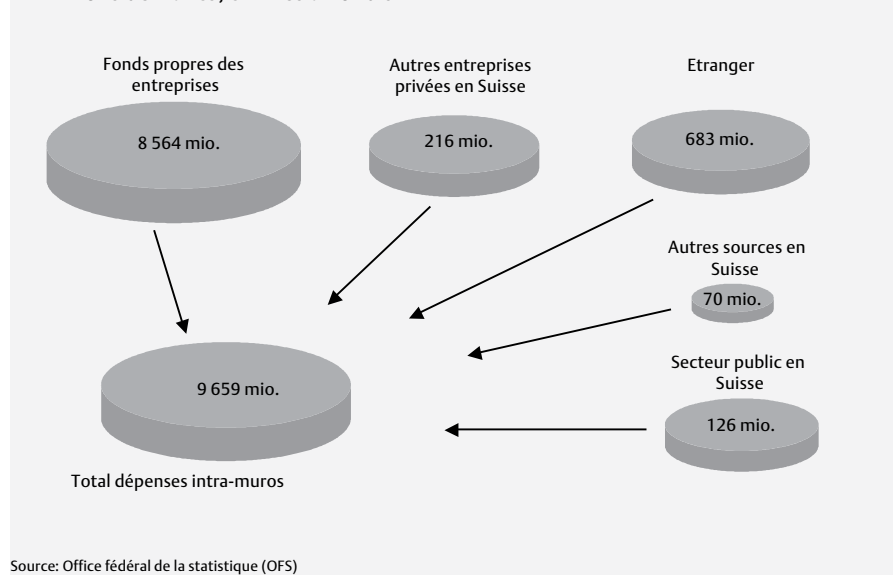 Fonds propres des
entreprises
8 564 mio.
Autres entreprises
privées en Suisse
216 mio.
Etranger
683 mio.
Autres sources en
Suisse
70 mio.
Secteur public en
Suisse
126 mio.
9 659 mio.
Total dépenses intra-muros
Source: Office fédéral de la statistique (OFS)